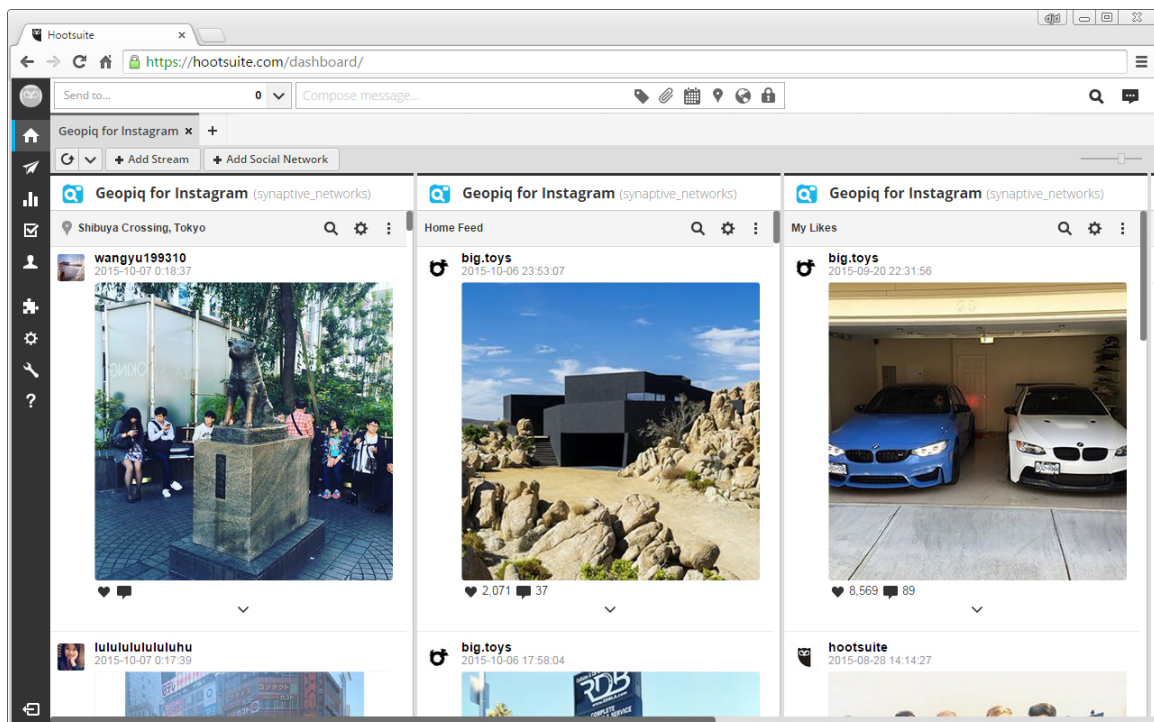 djd
Hootsuite
https://hootsuite.com/dashboard/
Send to... 0
Compose message...
Geopiq for Instagram
Add Stream
Add Social Network
Geopiq for Instagram (synaptive_networks)
Shibuya Crossing, Tokyo
wangyu199310
2015-10-07 0:18:37
lululululululuhu
2015-10-07 0:17:39
Geopiq for Instagram (synaptive_networks)
Home Feed
big.toys
2015-10-06 23:53:07
2,071 37
big.toys
2015-10-06 17:58:04
RDB
COMPLETE
Geopiq for Instagram (synaptive_networks)
My Likes
big.toys
2015-09-20 22:31:56
8,569 89
hootsuite
2015-08-28 14:14:27